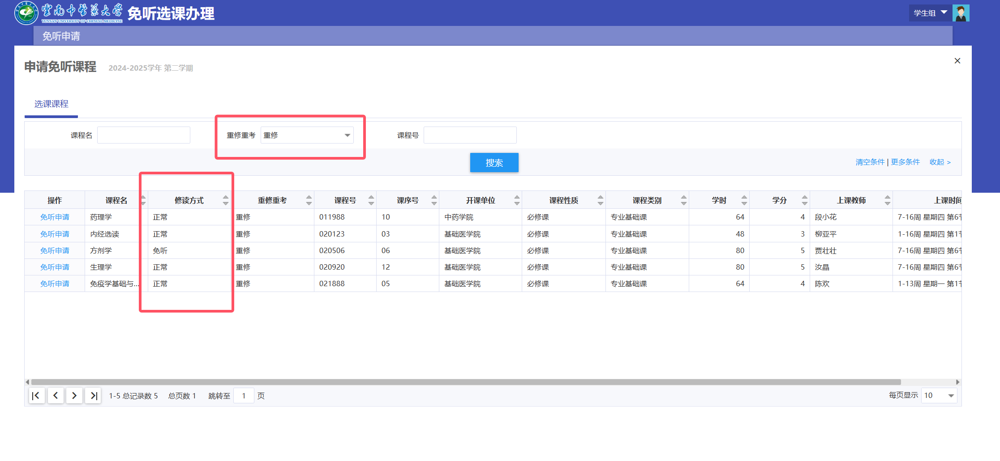 雲南中醫药大学 免听选课办理
YUNNAN UNIVERSITY OF CHINESE MEDICINE
学生组
免听申请
申请免听课程 2024-2025学年 第二学期
选课课程
课程名 重修重考 重修 课程号
搜索 清空条件 | 更多条件 收起 >
操作 课程名 修读方式 重修重考 课程号 课序号 开课单位 课程性质 课程类别 学时 学分 上课教师 上课时间
免听申请 药理学 正常 重修 011988 10 中药学院 必修课 专业基础课 64 4 段小花 7-16周 星期四 第6节
免听申请 内经选读 正常 重修 020123 03 基础医学院 必修课 专业基础课 48 3 柳亚平 1-16周 星期四 第1节
免听申请 方剂学 免听 重修 020506 06 基础医学院 必修课 专业基础课 80 5 贾壮壮 7-16周 星期四 第6节
免听申请 生理学 正常 重修 020920 12 基础医学院 必修课 专业基础课 80 5 汝晶 7-16周 星期四 第6节
免听申请 免疫学基础与... 正常 重修 021888 05 基础医学院 必修课 专业基础课 64 4 陈欢 1-13周 星期一 第1节
1-5 总记录数 5 总页数 1 跳转至 1 页 每页显示 10